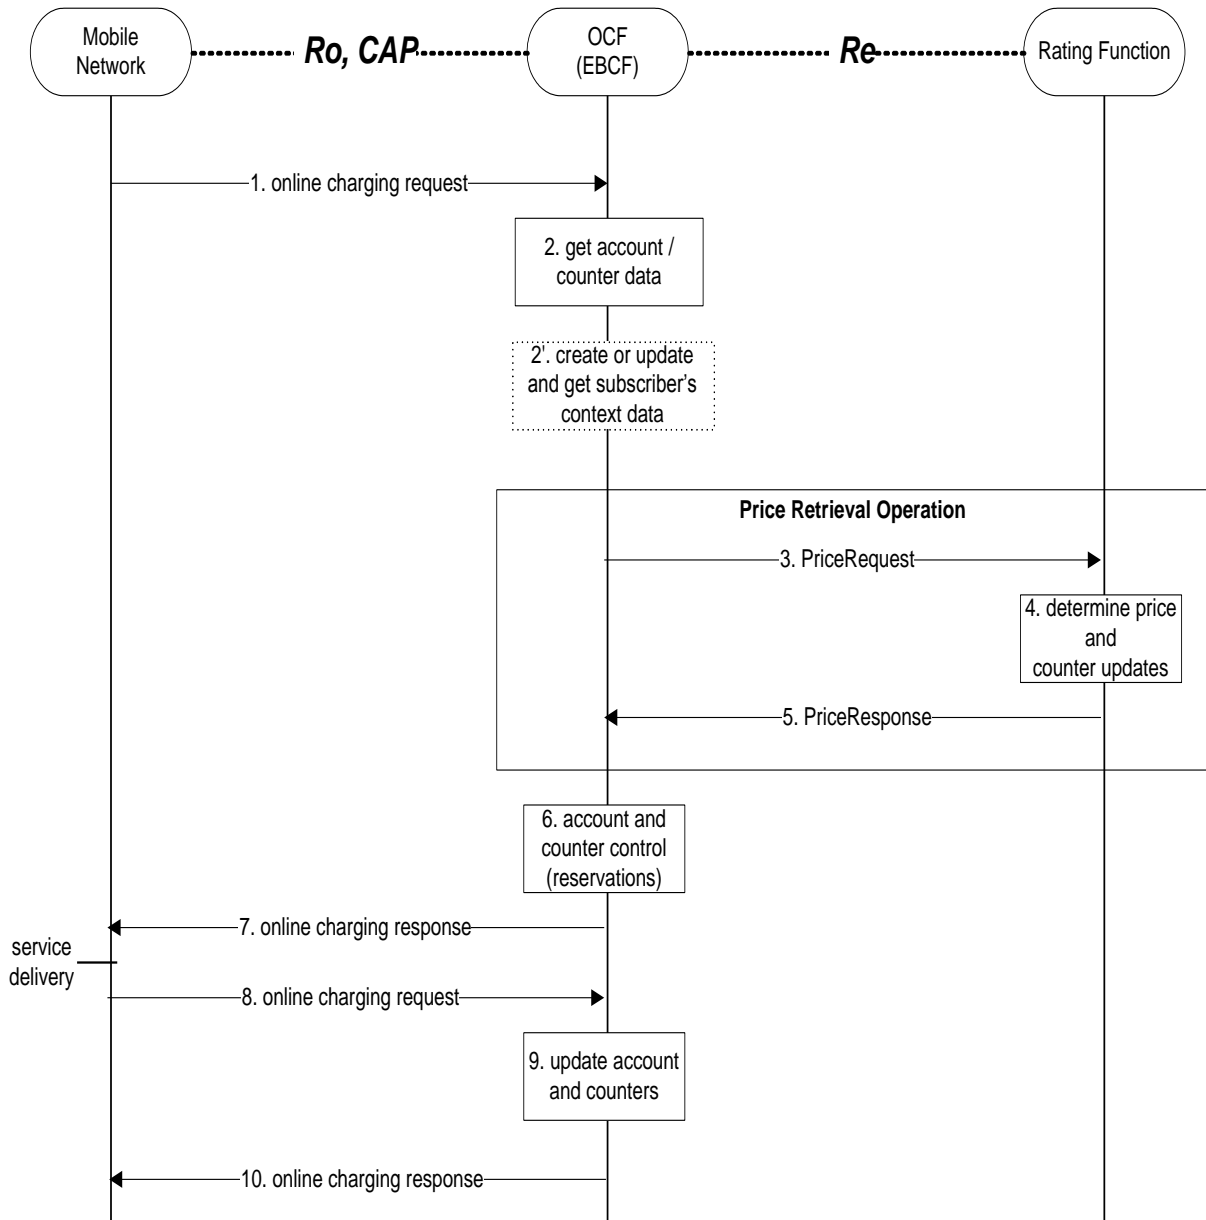 Mobile
Network
Ro, CAP
OCF
(EBCF)
Re
Rating Function
1. online charging request
2. get account /
counter data
2'. create or update
and get subscriber's
context data
Price Retrieval Operation
3. PriceRequest
4. determine price
and
counter updates
5. PriceResponse
6. account and
counter control
(reservations)
7. online charging response
service
delivery
8. online charging request
9. update account
and counters
10. online charging response